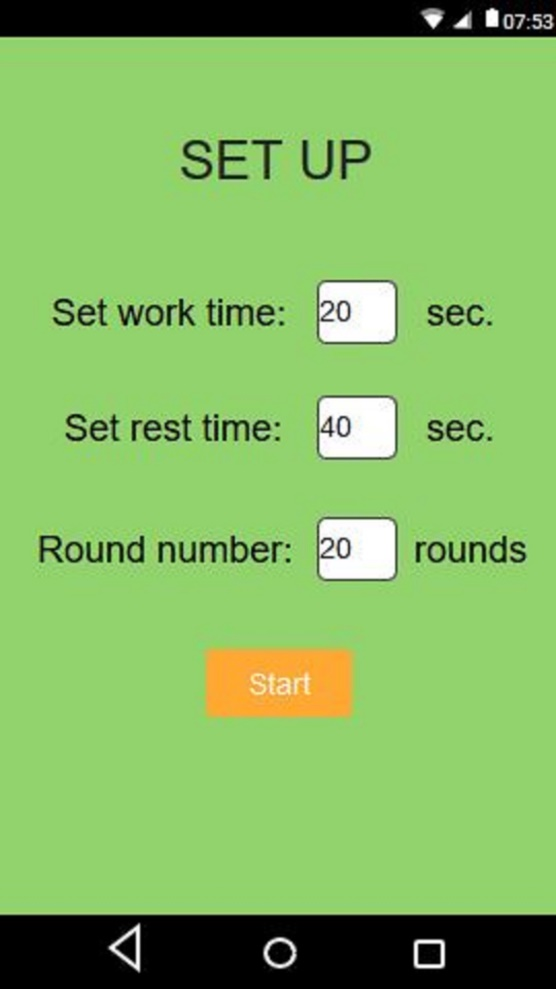 07:53
SET UP
Set work time: 20 sec.
Set rest time: 40 sec.
Round number: 20 rounds
Start